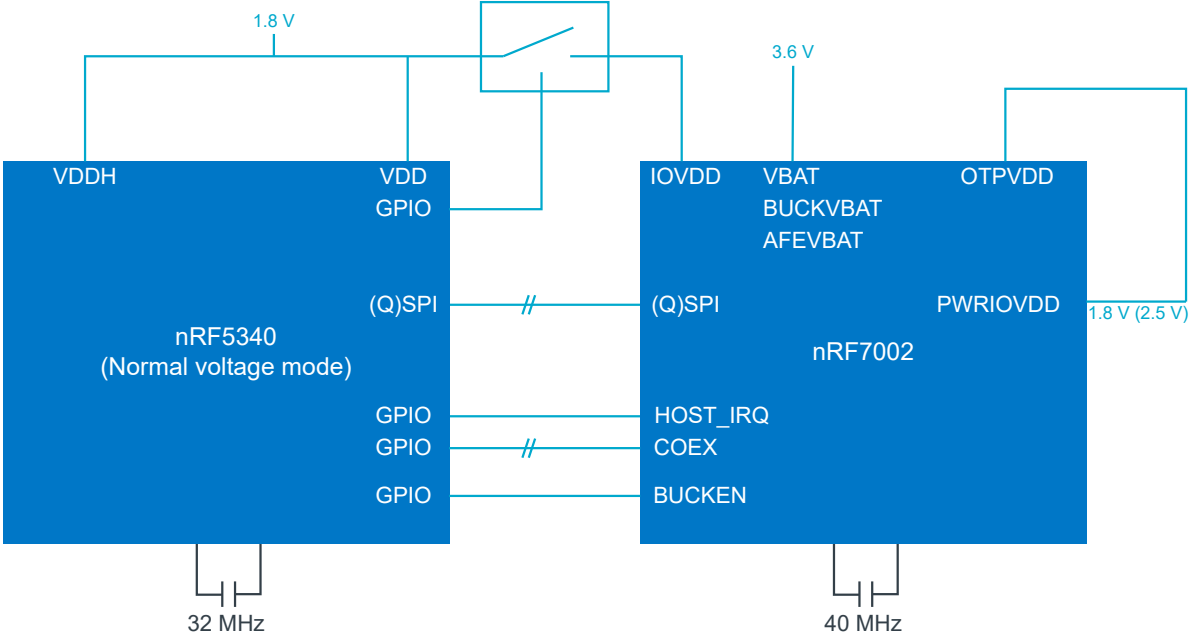 1.8 V
3.6 V
VDDH
VDD
GPIO
(Q)SPI
nRF5340
(Normal voltage mode)
GPIO
GPIO
GPIO
32 MHz
IOVDD
VBAT
OTPVDD
BUCKVBAT
AFEVBAT
(Q)SPI
PWRIOVDD
1.8 V (2.5 V)
nRF7002
HOST_IRQ
COEX
BUCKEN
40 MHz